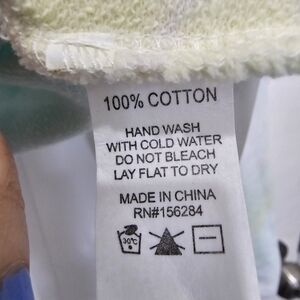 100% COTTON
HAND WASH
WITH COLD WATER
DO NOT BLEACH
LAY FLAT TO DRY
MADE IN CHINA
RN#156284
30°C